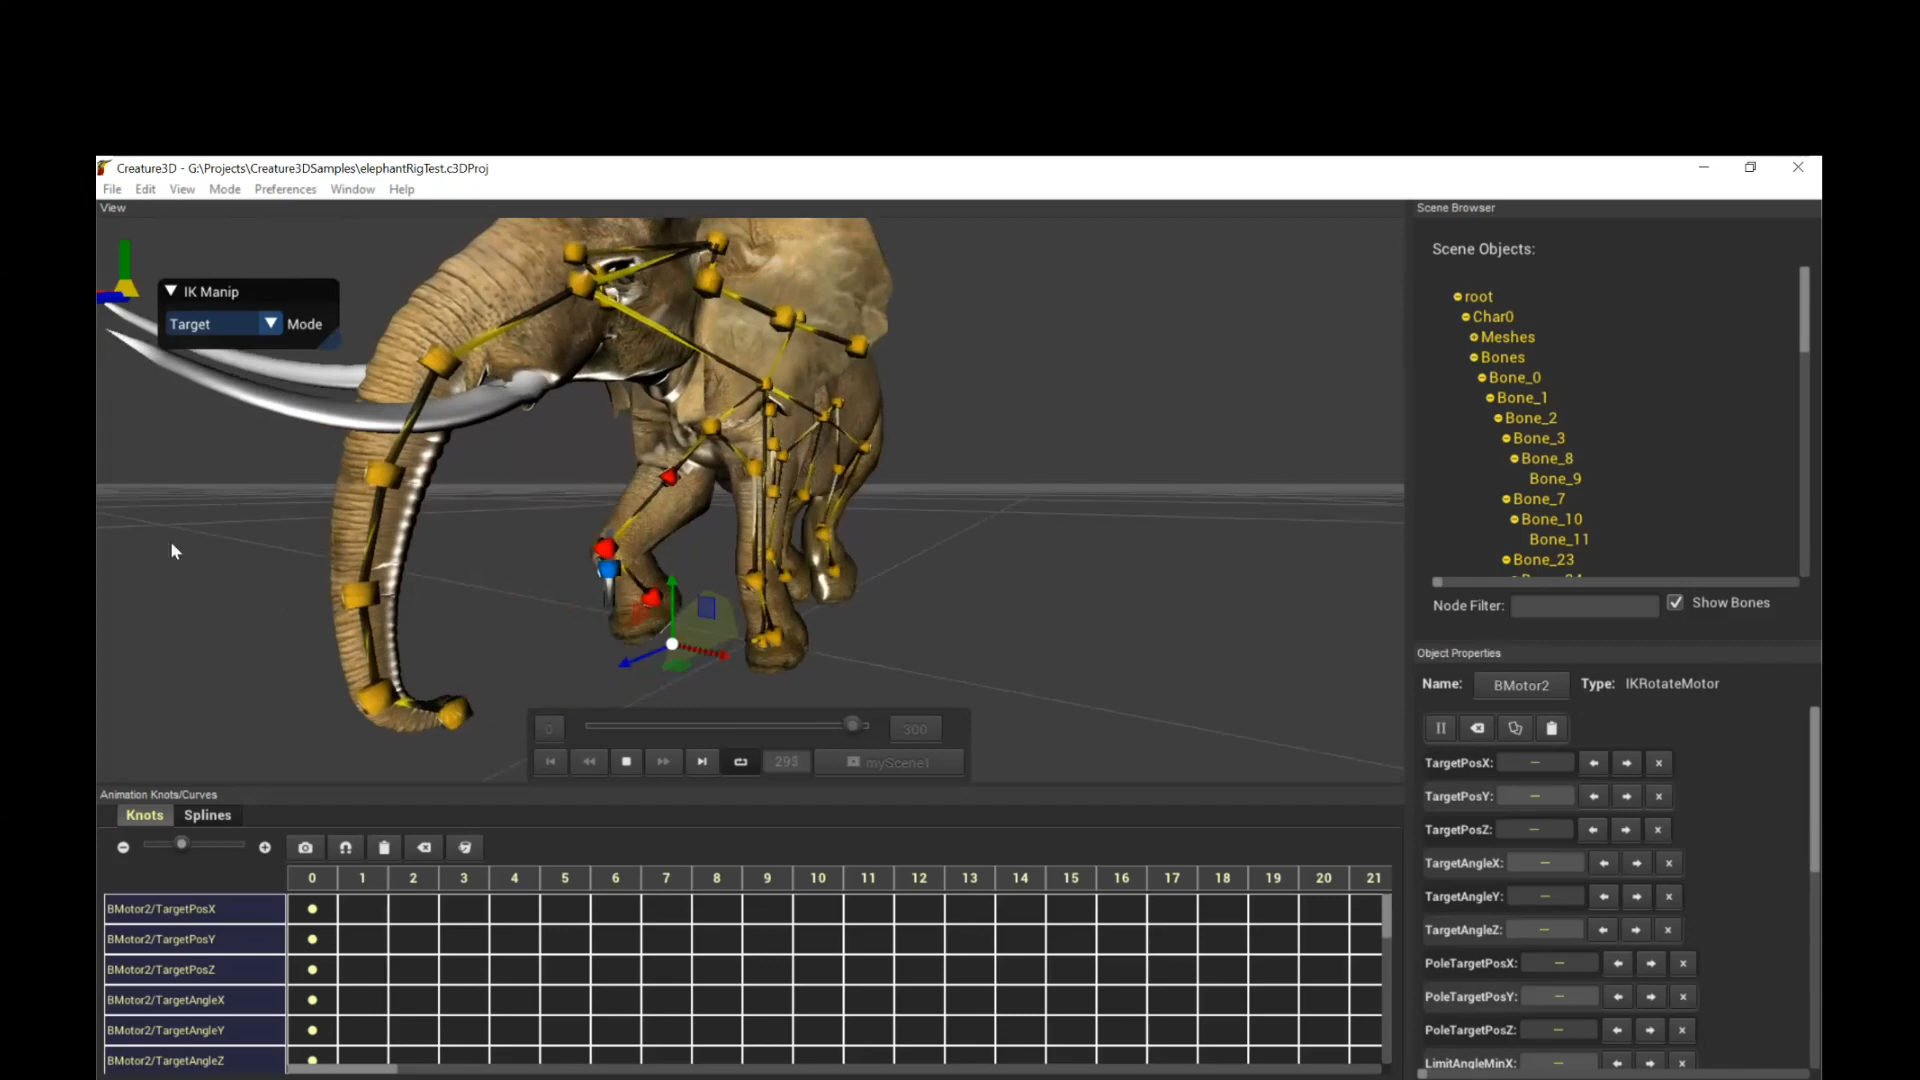 Creature3D - G:\Projects\Creature3DSamples\elephantRigTest.c3DProj
File Edit View Mode Preferences Window Help
View
IK Manip
Target Mode
0 300
293 myScene1
Animation Knots/Curves
Knots Splines
0 1 2 3 4 5 6 7 8 9 10 11 12 13 14 15 16 17 18 19 20 21
BMotor2/TargetPosX
BMotor2/TargetPosY
BMotor2/TargetPosZ
BMotor2/TargetAngleX
BMotor2/TargetAngleY
BMotor2/TargetAngleZ
Scene Browser
Scene Objects:
root
Char0
Meshes
Bones
Bone_0
Bone_1
Bone_2
Bone_3
Bone_8
Bone_9
Bone_7
Bone_10
Bone_11
Bone_23
Node Filter: Show Bones
Object Properties
Name: BMotor2 Type: IKRotateMotor
TargetPosX:
TargetPosY:
TargetPosZ:
TargetAngleX:
TargetAngleY:
TargetAngleZ:
PoleTargetPosX:
PoleTargetPosY:
PoleTargetPosZ:
LimitAngleMinX: